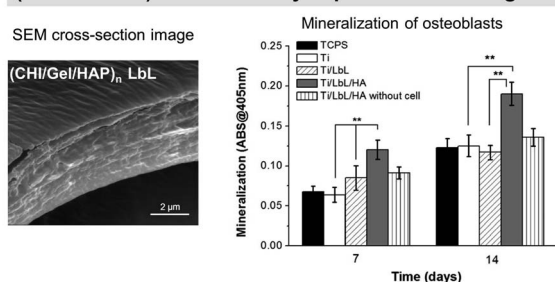 SEM cross-section image
(CHI/Gel/HAP)n LbL
2 μm
Mineralization of osteoblasts
TCPS
Ti
Ti/LbL
Ti/LbL/HA
Ti/LbL/HA without cell
**
**
**
Mineralization (ABS@405nm)
0.25
0.20
0.15
0.10
0.05
0.00
7
14
Time (days)